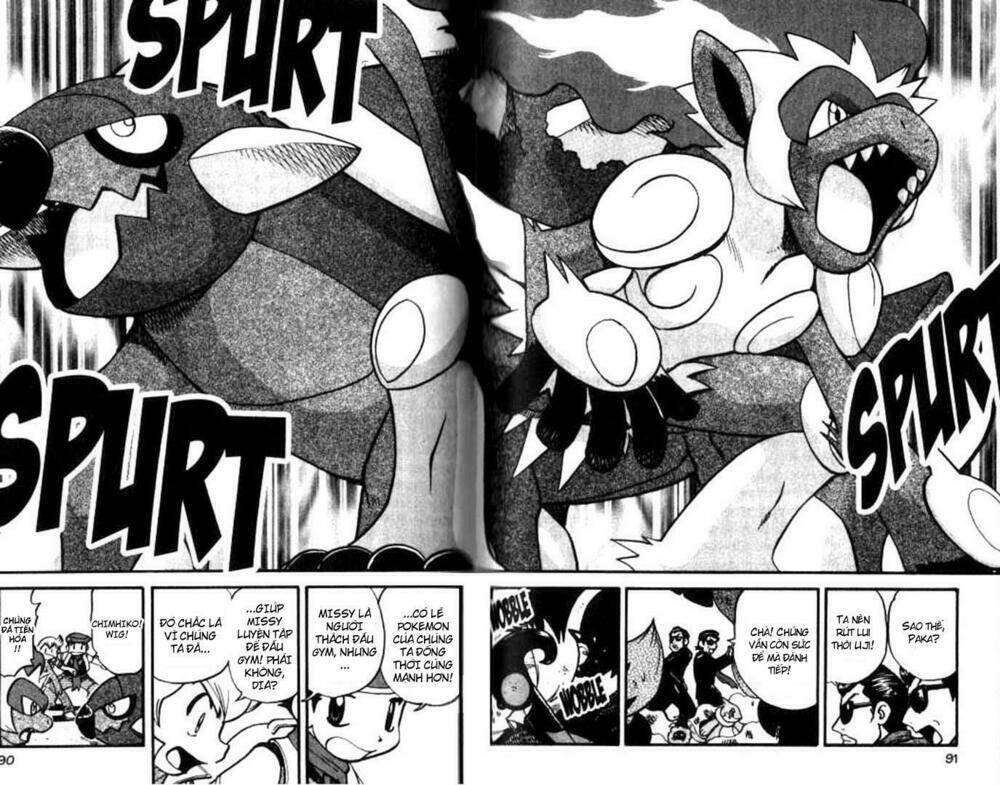 SPURT
SPURT
SPURT
CHÚNG
ĐÃ TIẾN
HÓA
!!
CHIMHIKO!
WIG!
ĐÓ CHẮC LÀ
VÌ CHÚNG
TA ĐÃ...
...GIÚP
MISSY
LUYỆN TẬP
ĐỂ ĐẤU
GYM! PHẢI
KHÔNG,
DIA?
MISSY LÀ
NGƯỜI
THÁCH ĐẤU
GYM, NHƯNG
...
...CÓ LẼ
POKEMON
CỦA CHÚNG
TA ĐỒNG
THỜI CŨNG
MẠNH HƠN!
WOBBLE
WOBBLE
CHÀ! CHÚNG
VẪN CÒN SỨC
ĐỂ MÀ ĐÁNH
TIẾP!
TA NÊN
RÚT LUI
THÔI UJI!
SAO THẾ,
PAKA?
90
91